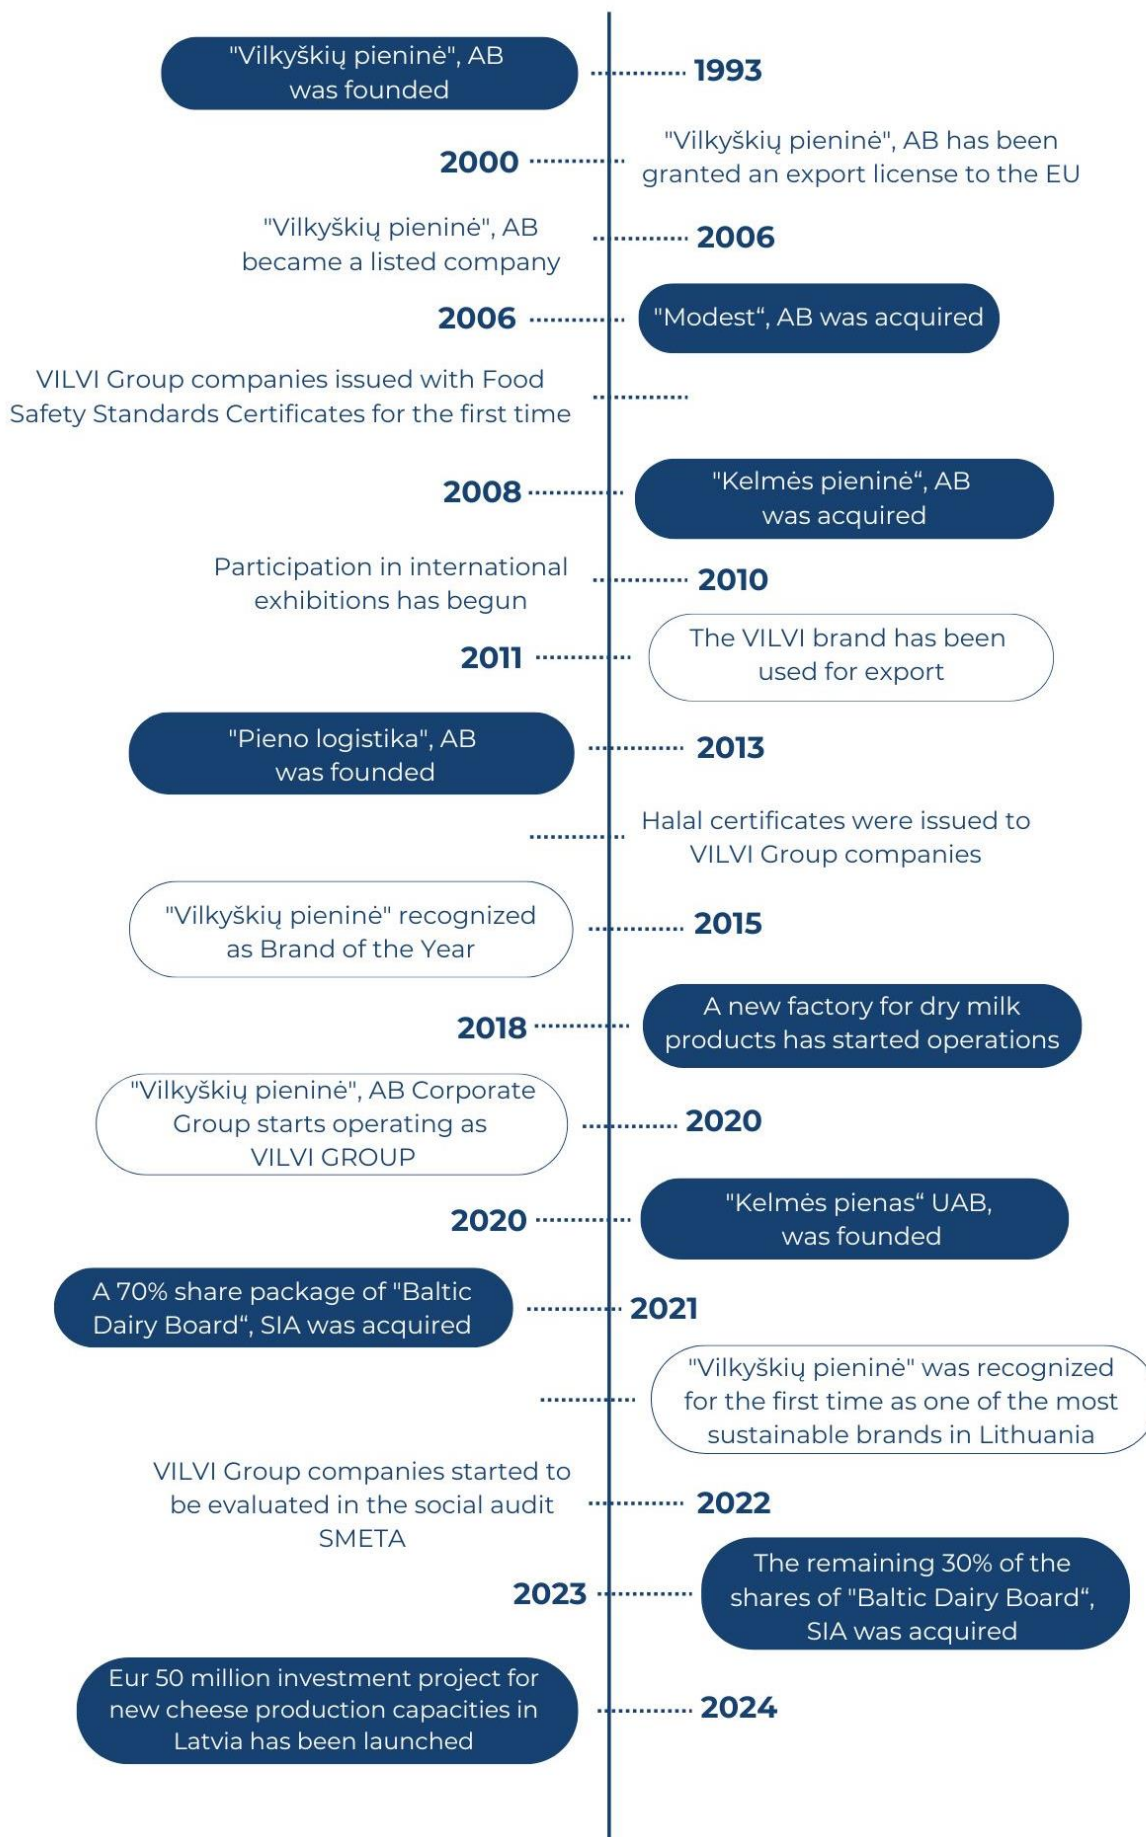 "Vilkyškių pieninė", AB
was founded
1993
2000
"Vilkyškių pieninė", AB has been
granted an export license to the EU
"Vilkyškių pieninė", AB
became a listed company
2006
2006
"Modest“, AB was acquired
VILVI Group companies issued with Food
Safety Standards Certificates for the first time
2008
"Kelmės pieninė“, AB
was acquired
Participation in international
exhibitions has begun
2010
2011
The VILVI brand has been
used for export
"Pieno logistika", AB
was founded
2013
Halal certificates were issued to
VILVI Group companies
"Vilkyškių pieninė" recognized
as Brand of the Year
2015
2018
A new factory for dry milk
products has started operations
"Vilkyškių pieninė", AB Corporate
Group starts operating as
VILVI GROUP
2020
2020
"Kelmės pienas“ UAB,
was founded
A 70% share package of "Baltic
Dairy Board“, SIA was acquired
2021
"Vilkyškių pieninė" was recognized
for the first time as one of the most
sustainable brands in Lithuania
VILVI Group companies started to
be evaluated in the social audit
SMETA
2022
2023
The remaining 30% of the
shares of "Baltic Dairy Board“,
SIA was acquired
Eur 50 million investment project for
new cheese production capacities in
Latvia has been launched
2024